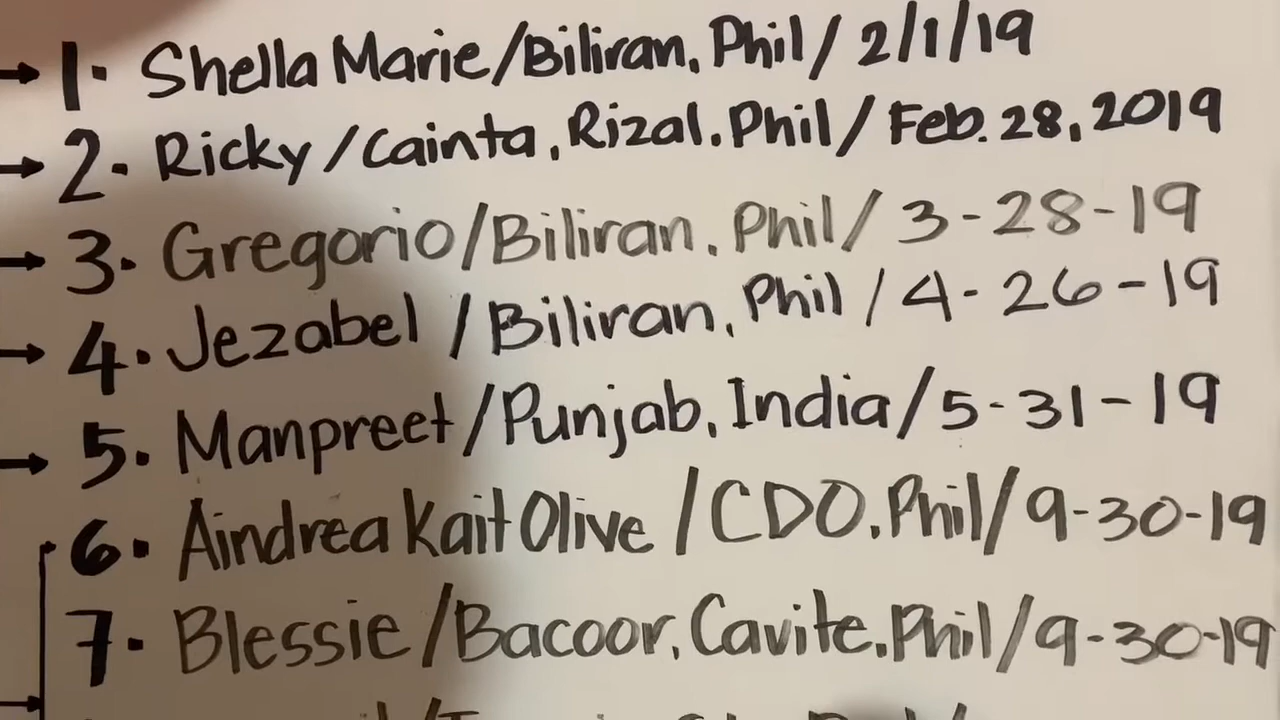 1. Shella Marie/Biliran, Phil/ 2/1/19
2. Ricky/Cainta, Rizal. Phil/ Feb. 28, 2019
3. Gregorio/Biliran, Phil/ 3-28-19
4. Jezabel/Biliran, Phil/ 4-26-19
5. Manpreet/Punjab, India/5-31-19
6. Aindrea Kait Olive/CDO, Phil/9-30-19
7. Blessie/Bacoor, Cavite, Phil/9-30-19